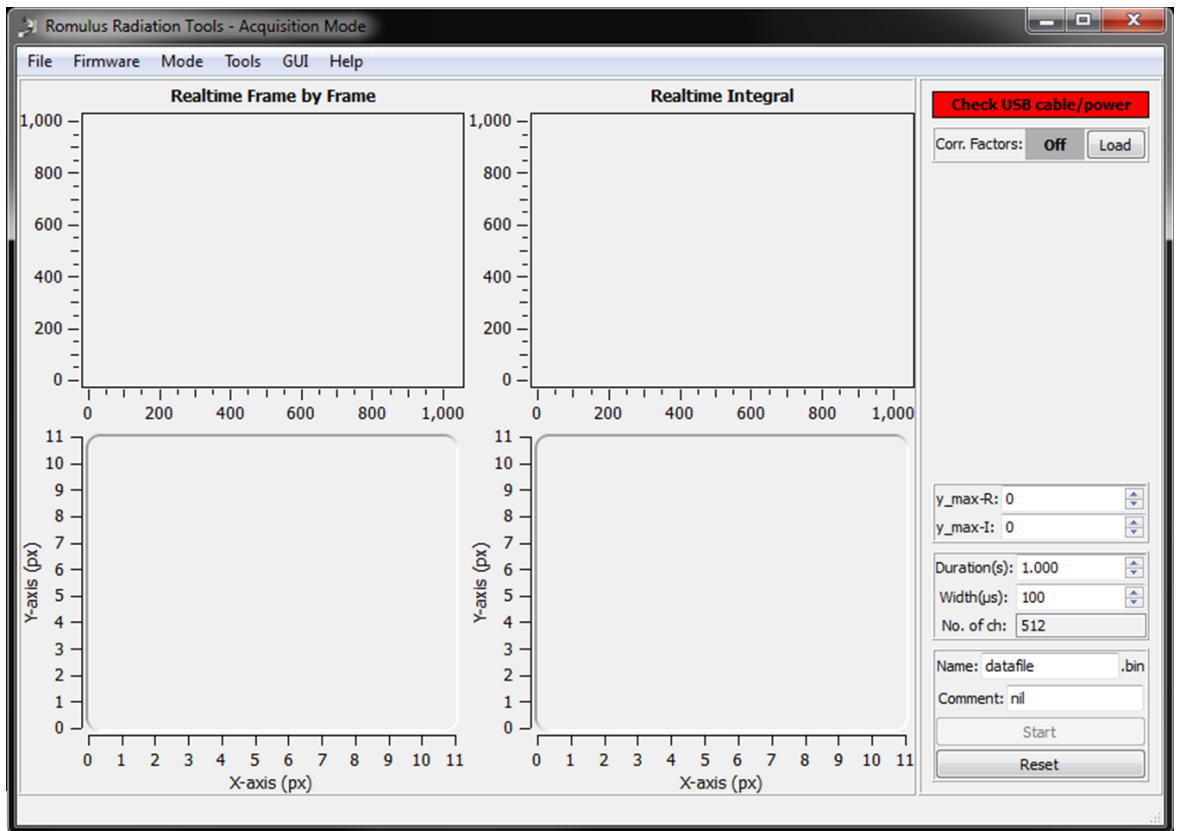 Romulus Radiation Tools - Acquisition Mode
File Firmware Mode Tools GUI Help
Realtime Frame by Frame
1,000
800
600
400
200
0
0 200 400 600 800 1,000
11
10
9
8
7
6
5
4
3
2
1
0
Y-axis (px)
0 1 2 3 4 5 6 7 8 9 10 11
X-axis (px)
Realtime Integral
1,000
800
600
400
200
0
0 200 400 600 800 1,000
11
10
9
8
7
6
5
4
3
2
1
0
Y-axis (px)
0 1 2 3 4 5 6 7 8 9 10 11
X-axis (px)
Check USB cable/power
Corr. Factors: Off Load
y_max-R: 0
y_max-I: 0
Duration(s): 1.000
Width(µs): 100
No. of ch: 512
Name: datafile .bin
Comment: nil
Start
Reset